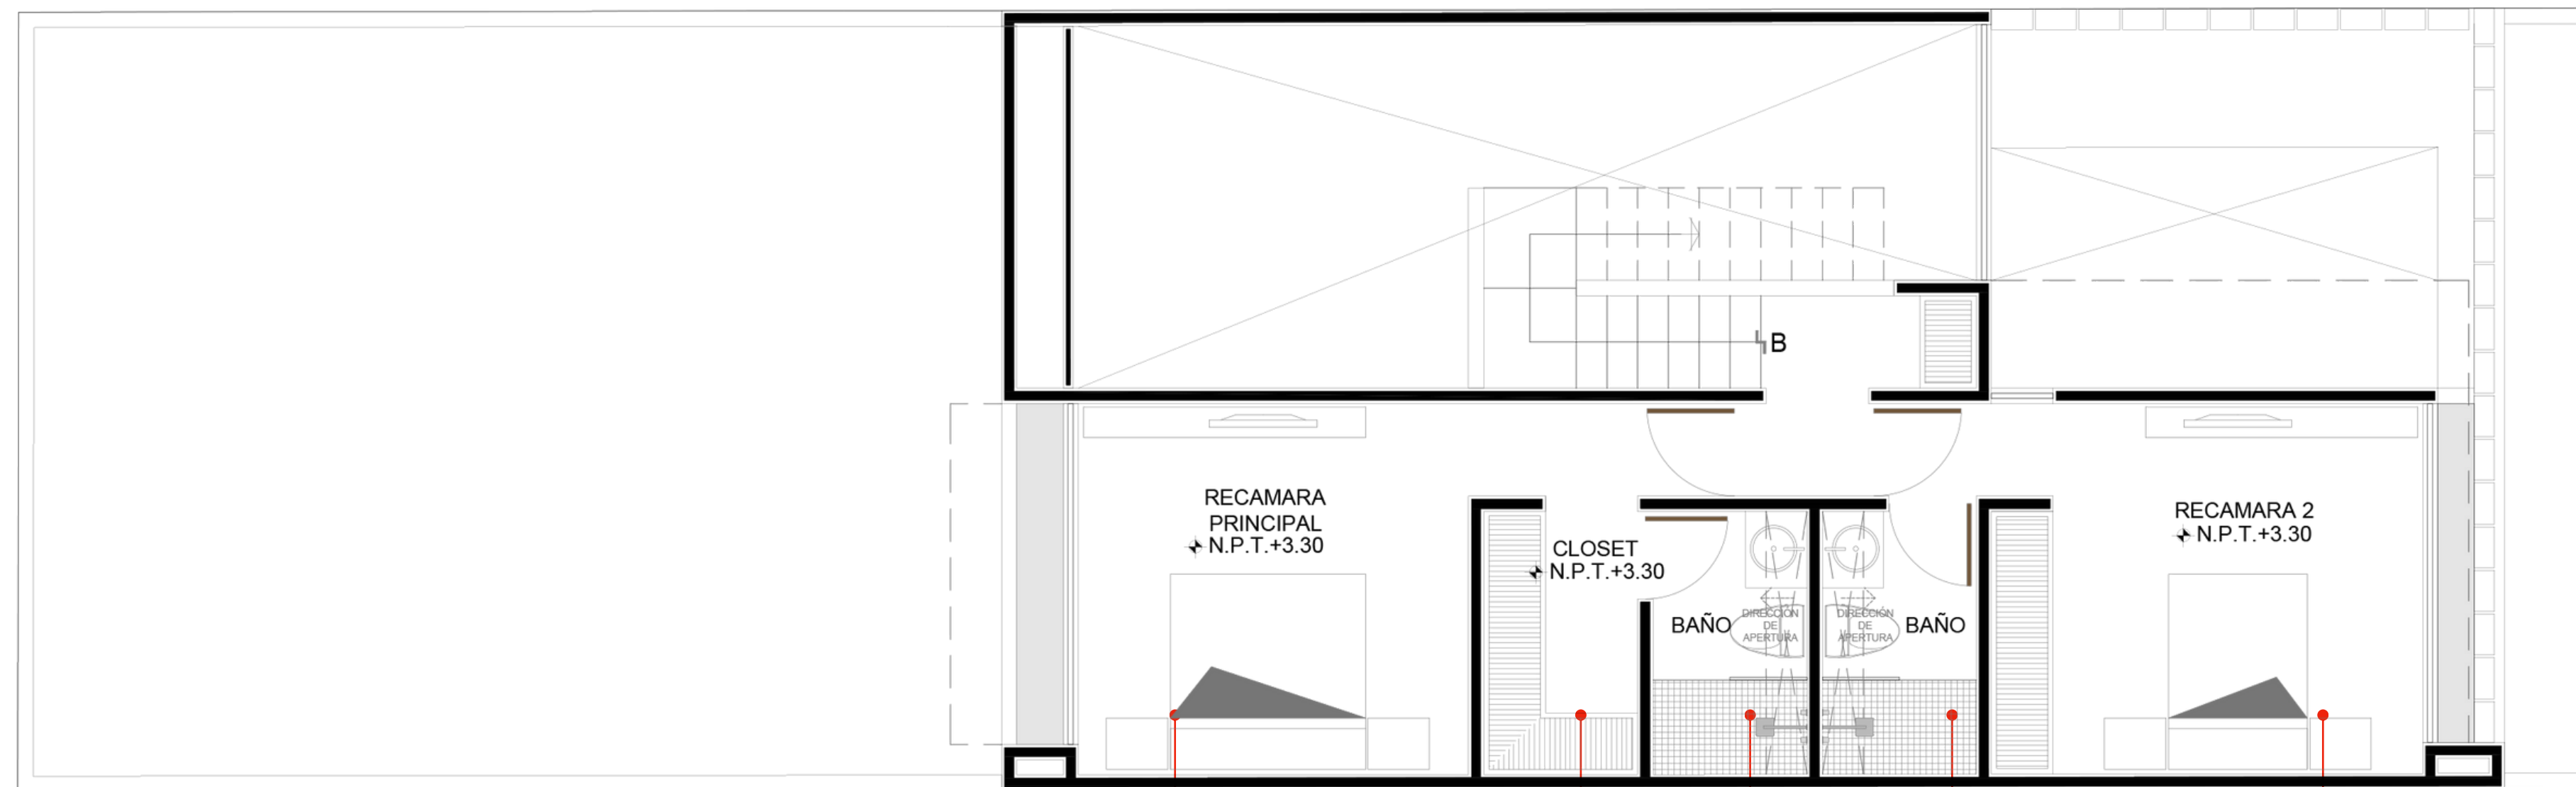 B
RECAMARA
PRINCIPAL
N.P.T.+3.30
CLOSET
N.P.T.+3.30
BAÑO
DIRECCIÓN
DE
APERTURA
DIRECCIÓN
DE
APERTURA
BAÑO
RECAMARA 2
N.P.T.+3.30